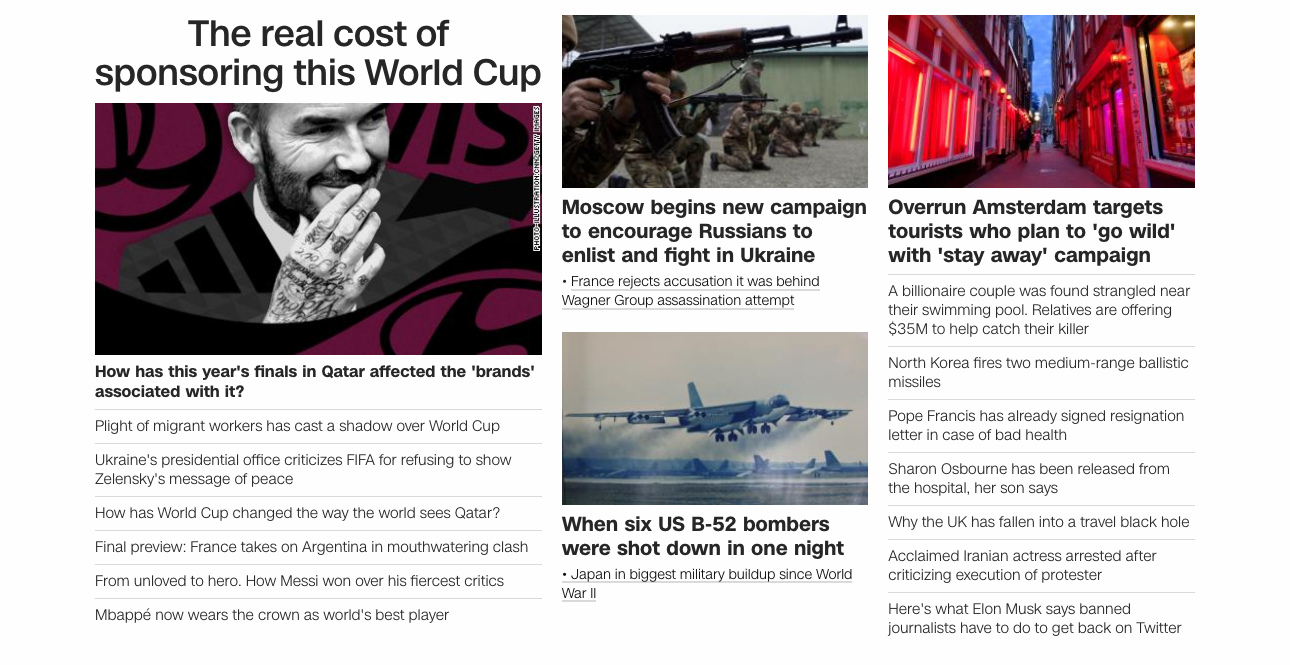 The real cost of
sponsoring this World Cup
PHOTO-ILLUSTRATION/CNN/GETTY IMAGES
How has this year's finals in Qatar affected the 'brands'
associated with it?
Plight of migrant workers has cast a shadow over World Cup
Ukraine's presidential office criticizes FIFA for refusing to show
Zelensky's message of peace
How has World Cup changed the way the world sees Qatar?
Final preview: France takes on Argentina in mouthwatering clash
From unloved to hero. How Messi won over his fiercest critics
Mbappé now wears the crown as world's best player
Moscow begins new campaign
to encourage Russians to
enlist and fight in Ukraine
• France rejects accusation it was behind
Wagner Group assassination attempt
When six US B-52 bombers
were shot down in one night
• Japan in biggest military buildup since World
War II
Overrun Amsterdam targets
tourists who plan to 'go wild'
with 'stay away' campaign
A billionaire couple was found strangled near
their swimming pool. Relatives are offering
$35M to help catch their killer
North Korea fires two medium-range ballistic
missiles
Pope Francis has already signed resignation
letter in case of bad health
Sharon Osbourne has been released from
the hospital, her son says
Why the UK has fallen into a travel black hole
Acclaimed Iranian actress arrested after
criticizing execution of protester
Here's what Elon Musk says banned
journalists have to do to get back on Twitter